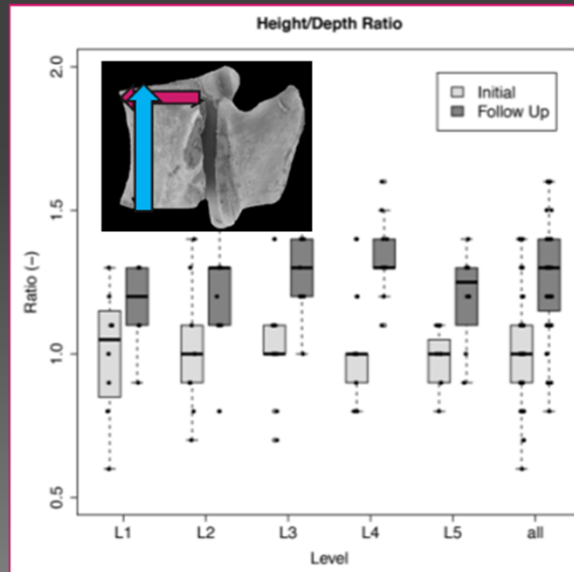 Height/Depth Ratio
2.0
1.5
1.0
0.5
Ratio (−)
Initial
Follow Up
L1 L2 L3 L4 L5 all
Level